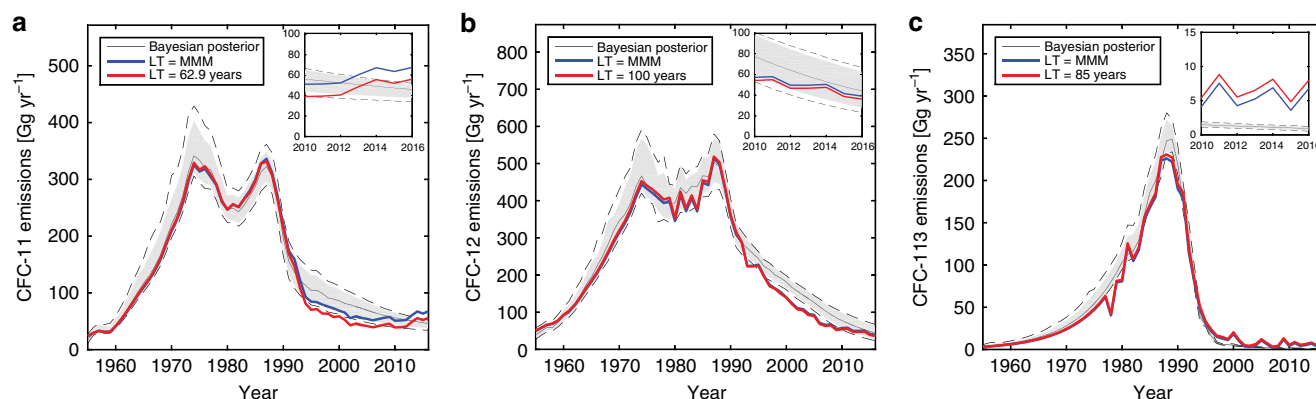 a
CFC-11 emissions [Gg yr⁻¹]
500
400
300
200
100
0
1960 1970 1980 1990 2000 2010
Year
Bayesian posterior
LT = MMM
LT = 62.9 years
100
80
60
40
20
0
2010 2012 2014 2016
b
CFC-12 emissions [Gg yr⁻¹]
800
700
600
500
400
300
200
100
0
1960 1970 1980 1990 2000 2010
Year
Bayesian posterior
LT = MMM
LT = 100 years
100
80
60
40
20
0
2010 2012 2014 2016
c
CFC-113 emissions [Gg yr⁻¹]
350
300
250
200
150
100
50
0
1960 1970 1980 1990 2000 2010
Year
Bayesian posterior
LT = MMM
LT = 85 years
15
10
5
0
2010 2012 2014 2016